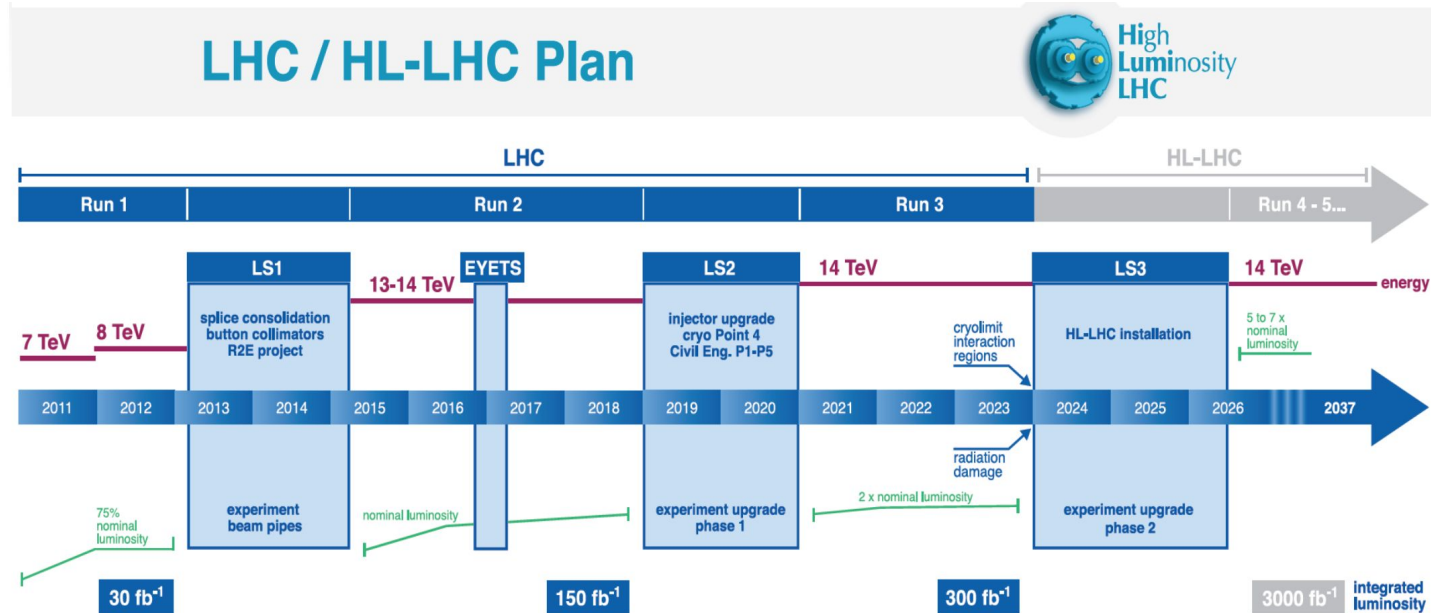 LHC / HL-LHC Plan
High
Luminosity
LHC
LHC
HL-LHC
Run 1
Run 2
Run 3
Run 4 - 5...
LS1
EYETS
LS2
14 TeV
LS3
14 TeV
energy
13-14 TeV
7 TeV
8 TeV
splice consolidation
button collimators
R2E project
injector upgrade
cryo Point 4
Civil Eng. P1-P5
cryolimit
interaction
regions
HL-LHC installation
5 to 7 x
nominal
luminosity
2011
2012
2013
2014
2015
2016
2017
2018
2019
2020
2021
2022
2023
2024
2025
2026
2037
radiation
damage
75%
nominal
luminosity
experiment
beam pipes
nominal luminosity
experiment upgrade
phase 1
2 x nominal luminosity
experiment upgrade
phase 2
30 fb⁻¹
150 fb⁻¹
300 fb⁻¹
3000 fb⁻¹
integrated
luminosity